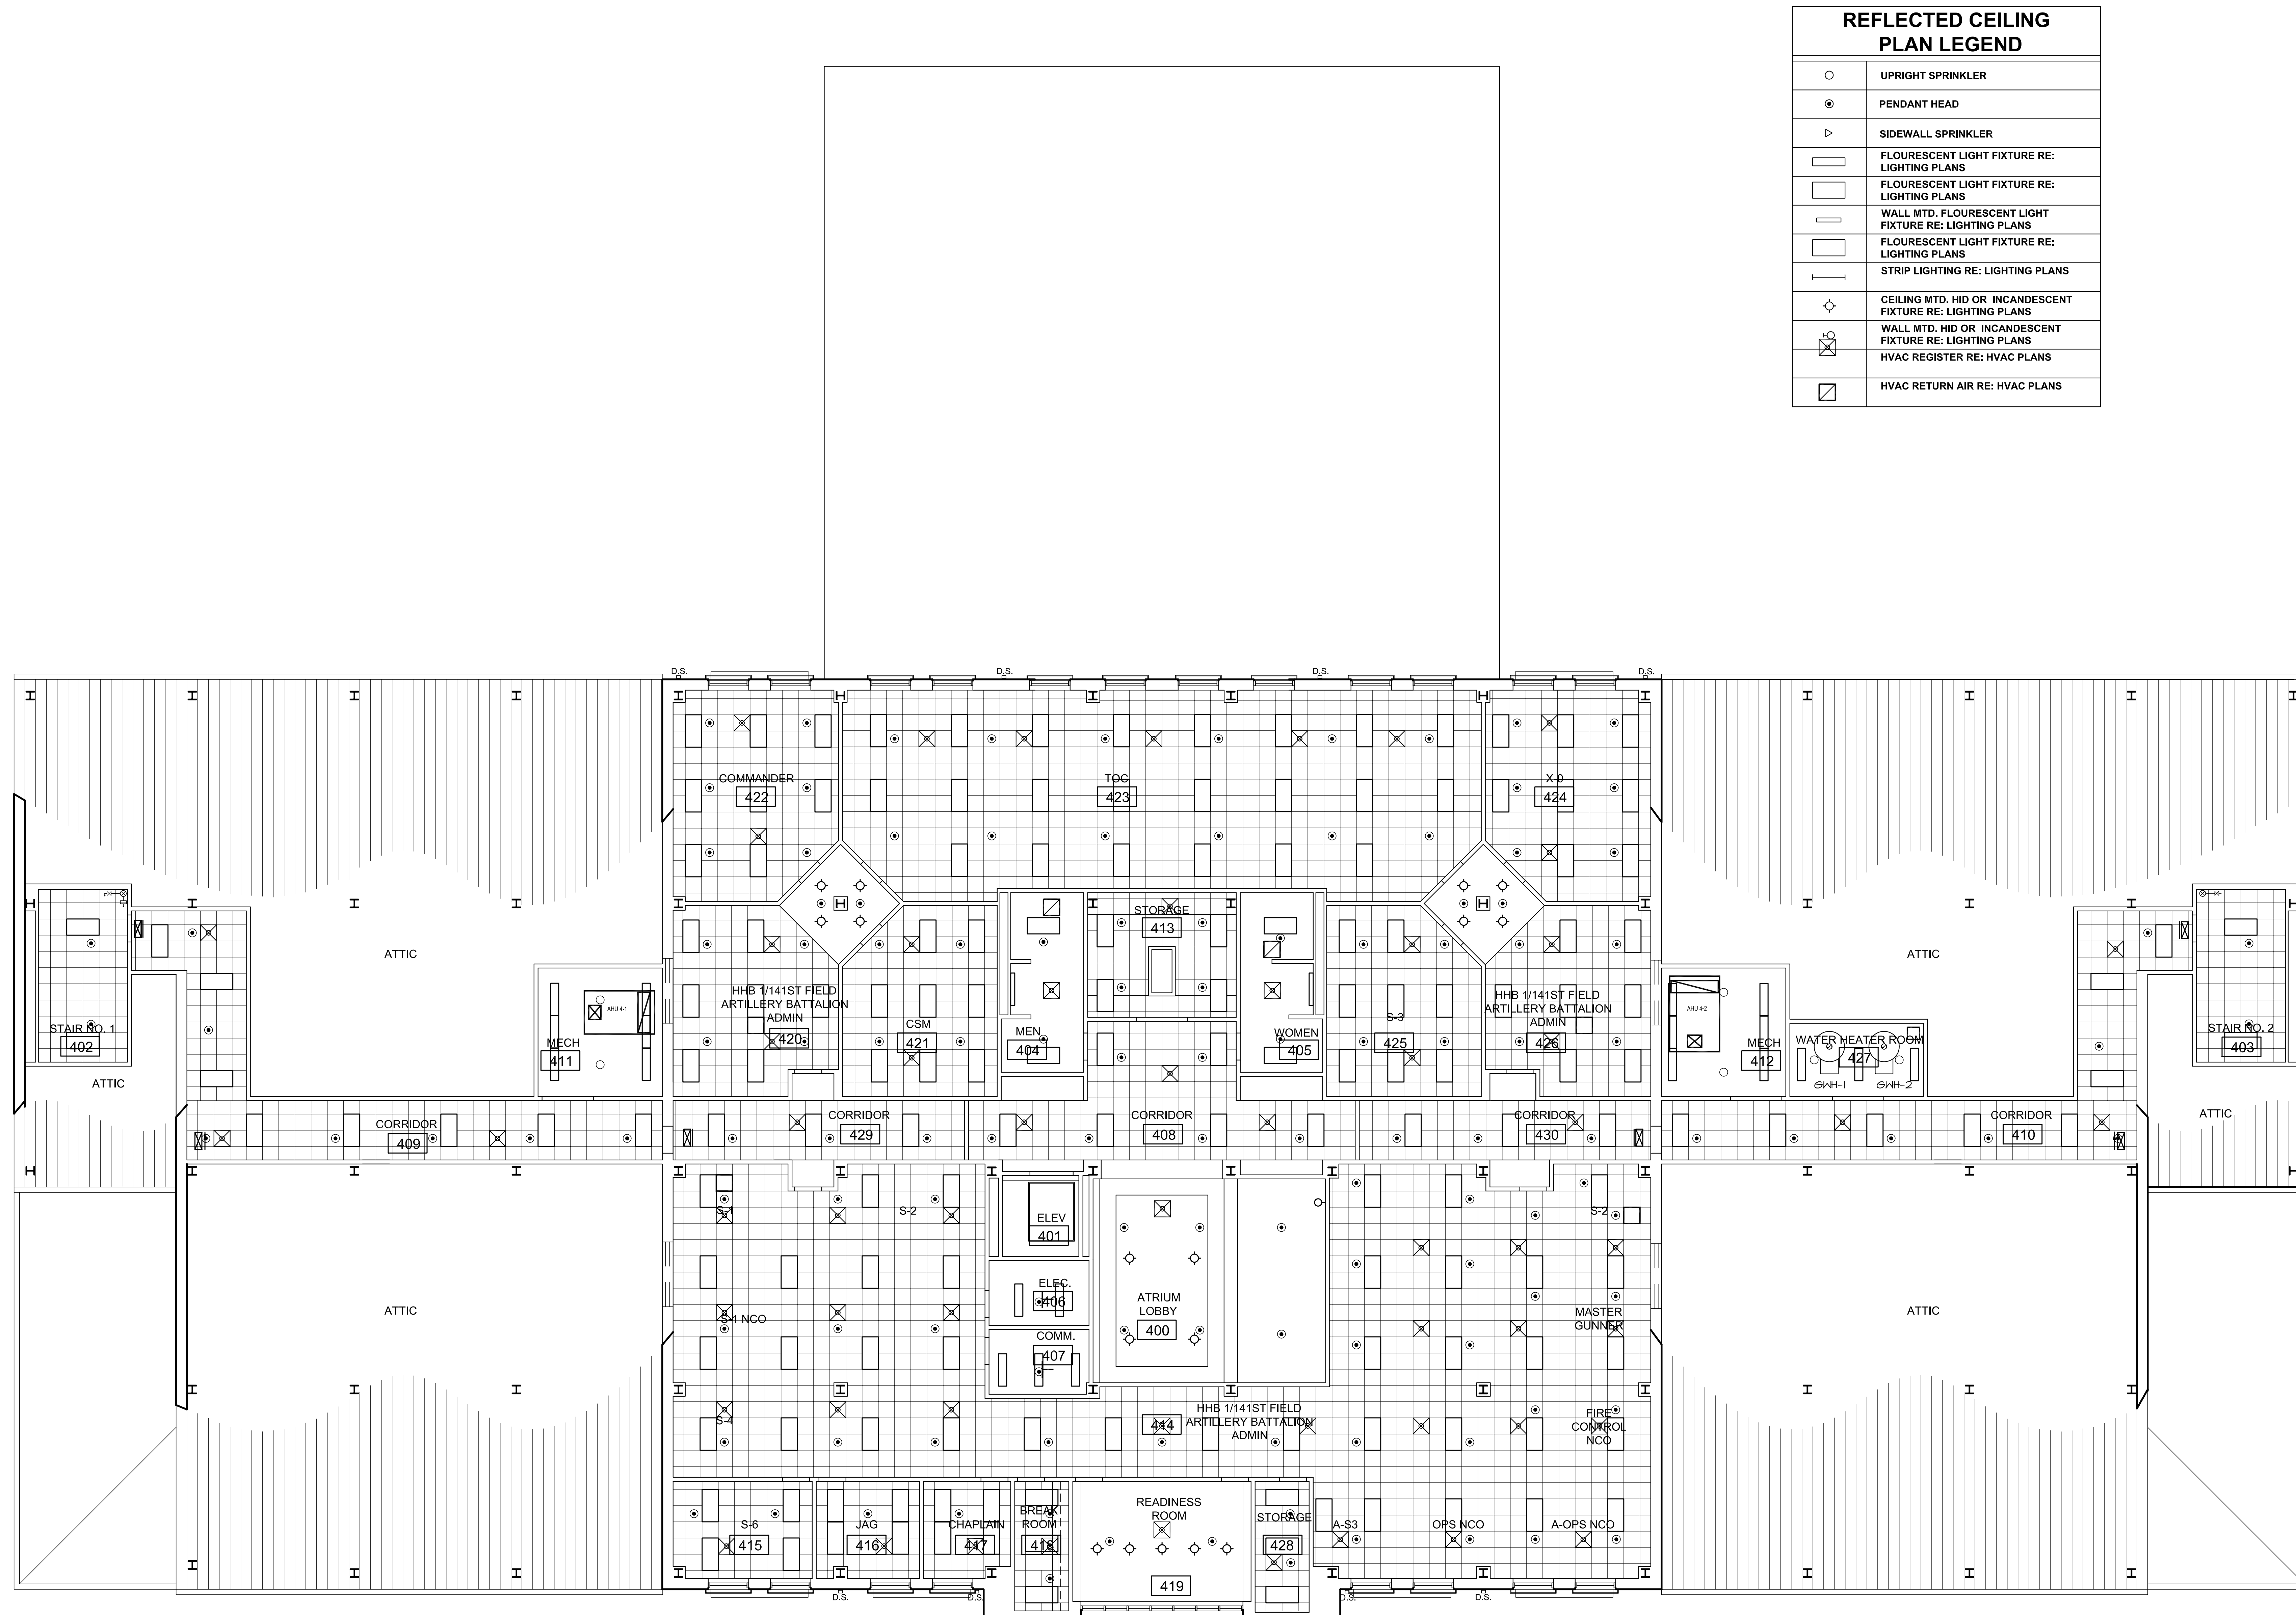 REFLECTED CEILING
PLAN LEGEND
UPRIGHT SPRINKLER
PENDANT HEAD
SIDEWALL SPRINKLER
FLOURESCENT LIGHT FIXTURE RE:
LIGHTING PLANS
FLOURESCENT LIGHT FIXTURE RE:
LIGHTING PLANS
WALL MTD. FLOURESCENT LIGHT
FIXTURE RE: LIGHTING PLANS
FLOURESCENT LIGHT FIXTURE RE:
LIGHTING PLANS
STRIP LIGHTING RE: LIGHTING PLANS
CEILING MTD. HID OR INCANDESCENT
FIXTURE RE: LIGHTING PLANS
WALL MTD. HID OR INCANDESCENT
FIXTURE RE: LIGHTING PLANS
HVAC REGISTER RE: HVAC PLANS
HVAC RETURN AIR RE: HVAC PLANS
D.S.
D.S.
D.S.
D.S.
COMMANDER
422
TOC
423
X-0
424
STORAGE
413
ATTIC
ATTIC
HHB 1/141ST FIELD
ARTILLERY BATTALION
ADMIN
420
CSM
421
MEN
404
WOMEN
405
S-3
425
HHB 1/141ST FIELD
ARTILLERY BATTALION
ADMIN
426
AHU 4-1
MECH
411
AHU 4-2
MECH
412
WATER HEATER ROOM
427
GWH-1
GWH-2
STAIR NO. 1
402
STAIR NO. 2
403
ATTIC
ATTIC
CORRIDOR
409
CORRIDOR
429
CORRIDOR
408
CORRIDOR
430
CORRIDOR
410
S-1
S-2
ELEV
401
S-2
ELEC.
406
ATRIUM
LOBBY
400
ATTIC
S-1 NCO
MASTER
GUNNER
ATTIC
COMM.
407
S-4
414
HHB 1/141ST FIELD
ARTILLERY BATTALION
ADMIN
FIRE
CONTROL
NCO
S-6
415
JAG
416
CHAPLAIN
417
BREAK
ROOM
418
READINESS
ROOM
419
STORAGE
428
A-S3
OPS NCO
A-OPS NCO
D.S.
D.S.
D.S.
D.S.